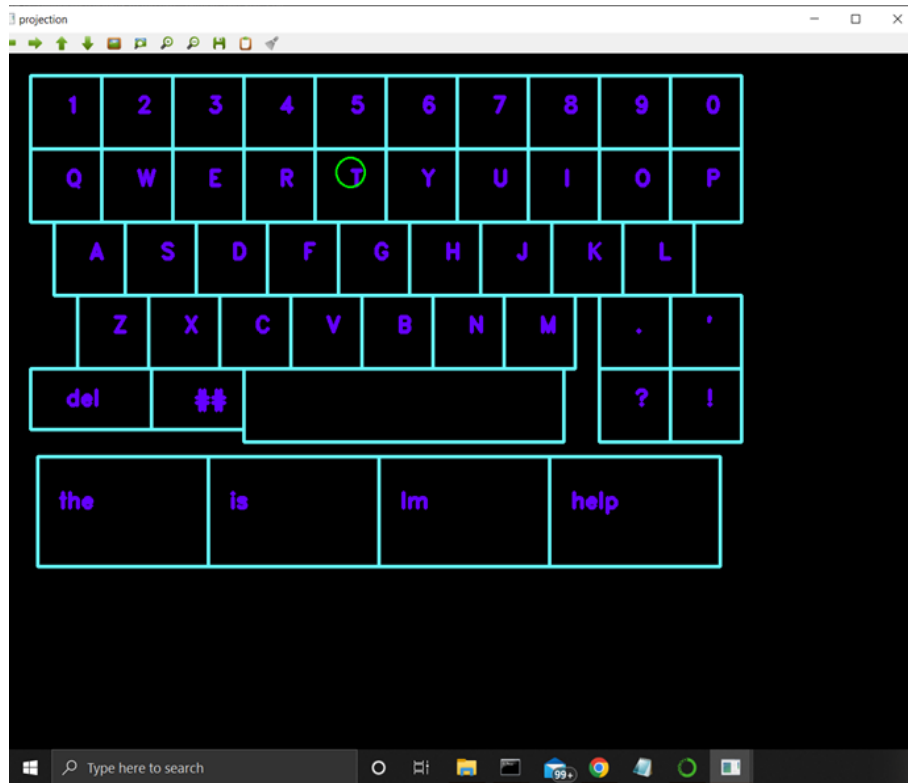 projection
1 2 3 4 5 6 7 8 9 0
Q W E R T Y U I O P
A S D F G H J K L
Z X C V B N M . '
del ## ? !
the is Im help
Type here to search
99+